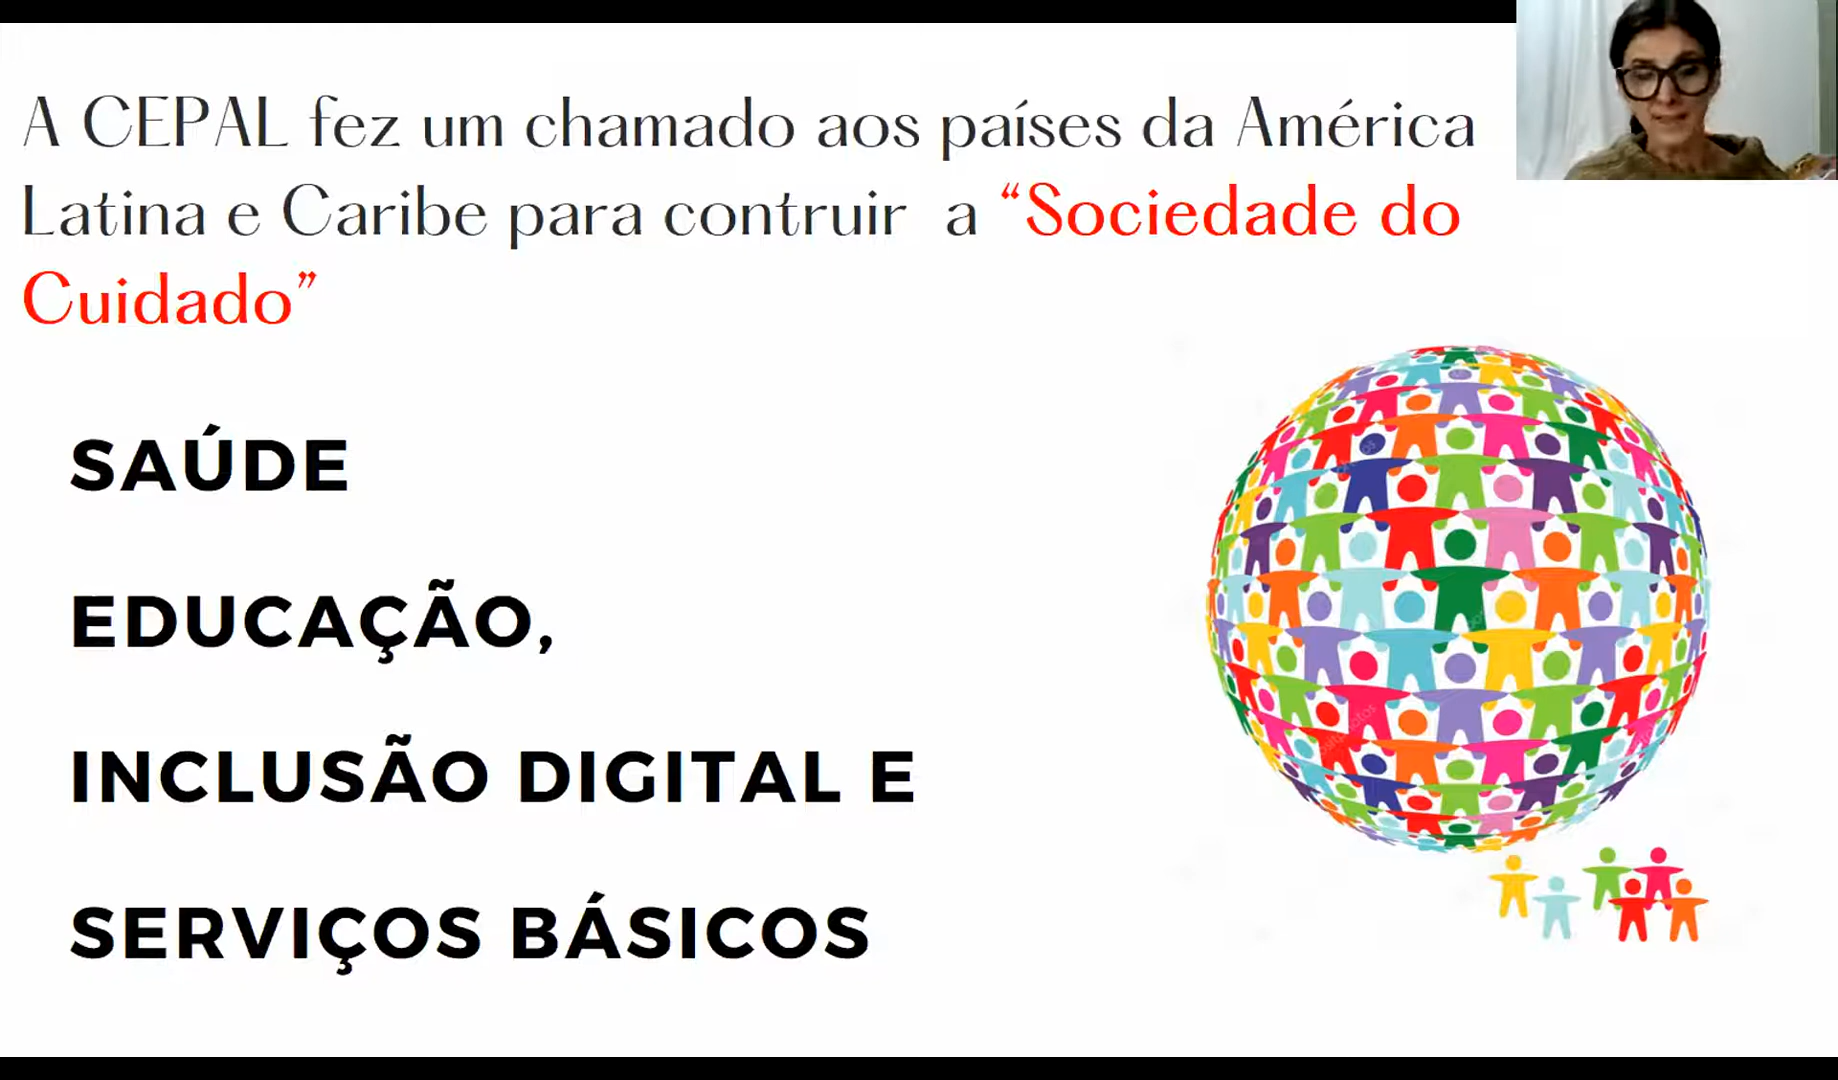 A CEPAL fez um chamado aos países da América
Latina e Caribe para contruir a “Sociedade do
Cuidado”
SAÚDE
EDUCAÇÃO,
INCLUSÃO DIGITAL E
SERVIÇOS BÁSICOS